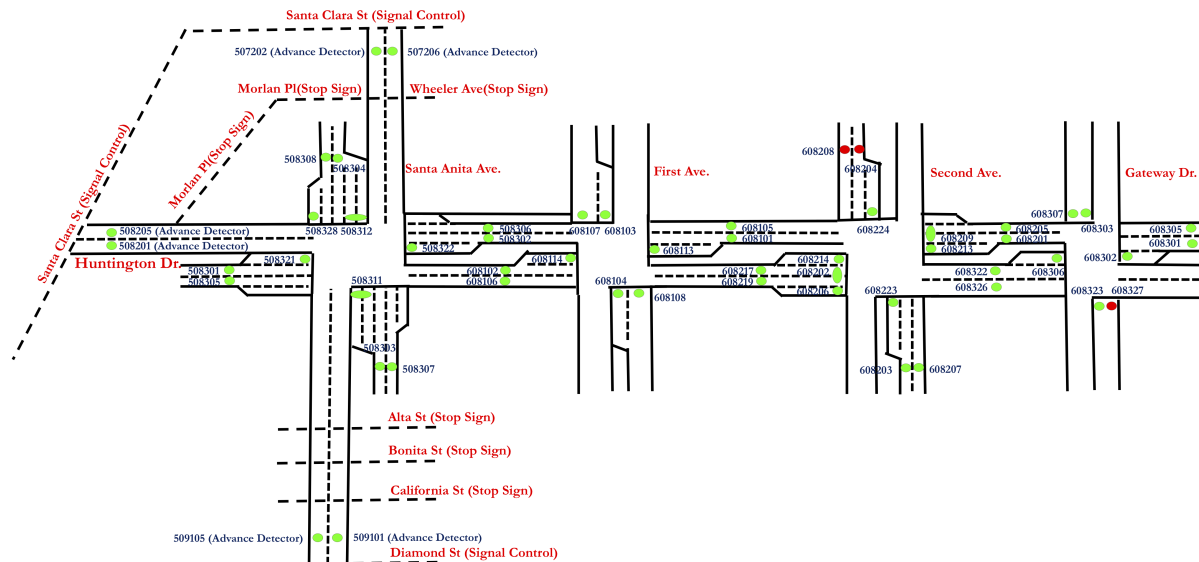 Santa Clara St (Signal Control)
507202 (Advance Detector)
507206 (Advance Detector)
Morlan Pl(Stop Sign)
Wheeler Ave(Stop Sign)
Santa Clara St (Signal Control)
Morlan Pl(Stop Sign)
508308
508304
Santa Anita Ave.
First Ave.
608208
608204
Second Ave.
Gateway Dr.
508205 (Advance Detector)
508201 (Advance Detector)
508328
508312
508306
508302
508322
608107
608103
608105
608101
608113
608224
608209
608213
608205
608201
608307
608303
608305
608301
Huntington Dr.
508321
508301
508305
508311
608102
608106
608114
608104
608108
608217
608219
608214
608202
608206
608223
608322
608326
608306
608302
608323
608327
508303
508307
608203
608207
Alta St (Stop Sign)
Bonita St (Stop Sign)
California St (Stop Sign)
509105 (Advance Detector)
509101 (Advance Detector)
Diamond St (Signal Control)